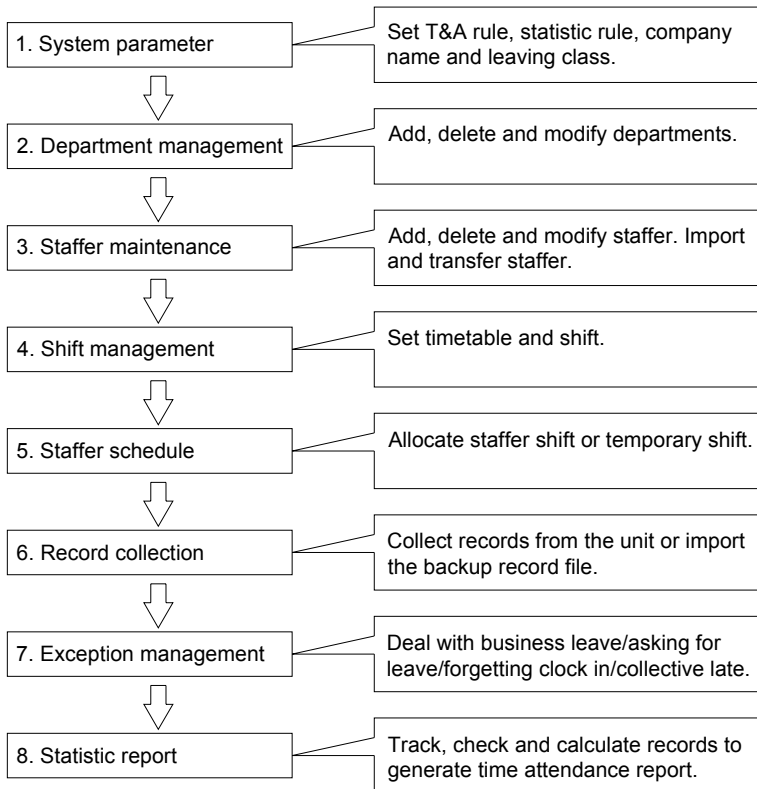 1. System parameter
Set T&A rule, statistic rule, company
name and leaving class.
2. Department management
Add, delete and modify departments.
3. Staffer maintenance
Add, delete and modify staffer. Import
and transfer staffer.
4. Shift management
Set timetable and shift.
5. Staffer schedule
Allocate staffer shift or temporary shift.
6. Record collection
Collect records from the unit or import
the backup record file.
7. Exception management
Deal with business leave/asking for
leave/forgetting clock in/collective late.
8. Statistic report
Track, check and calculate records to
generate time attendance report.